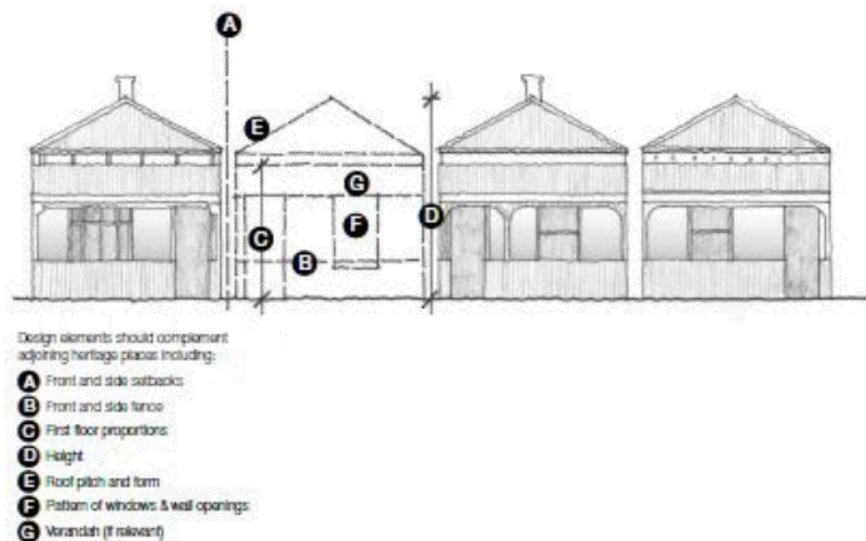 A
E
G
D
F
C
B
Design elements should complement
adjoining heritage places including:
A Front and side setbacks
B Front and side fence
C First floor proportions
D Height
E Roof pitch and form
F Pattern of windows & wall openings
G Verandah (if relevant)